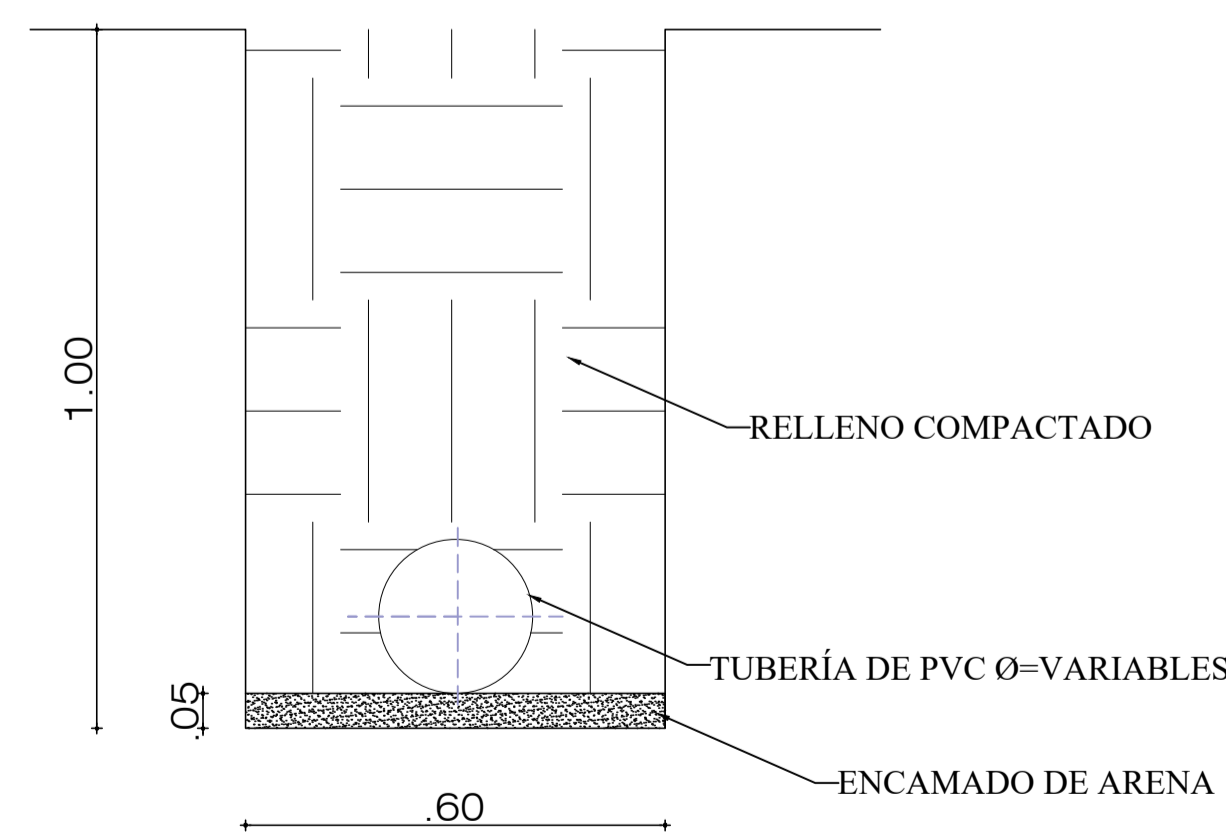 1.00
RELLENO COMPACTADO
TUBERÍA DE PVC Ø=VARIABLES
.05
ENCAMADO DE ARENA
.60